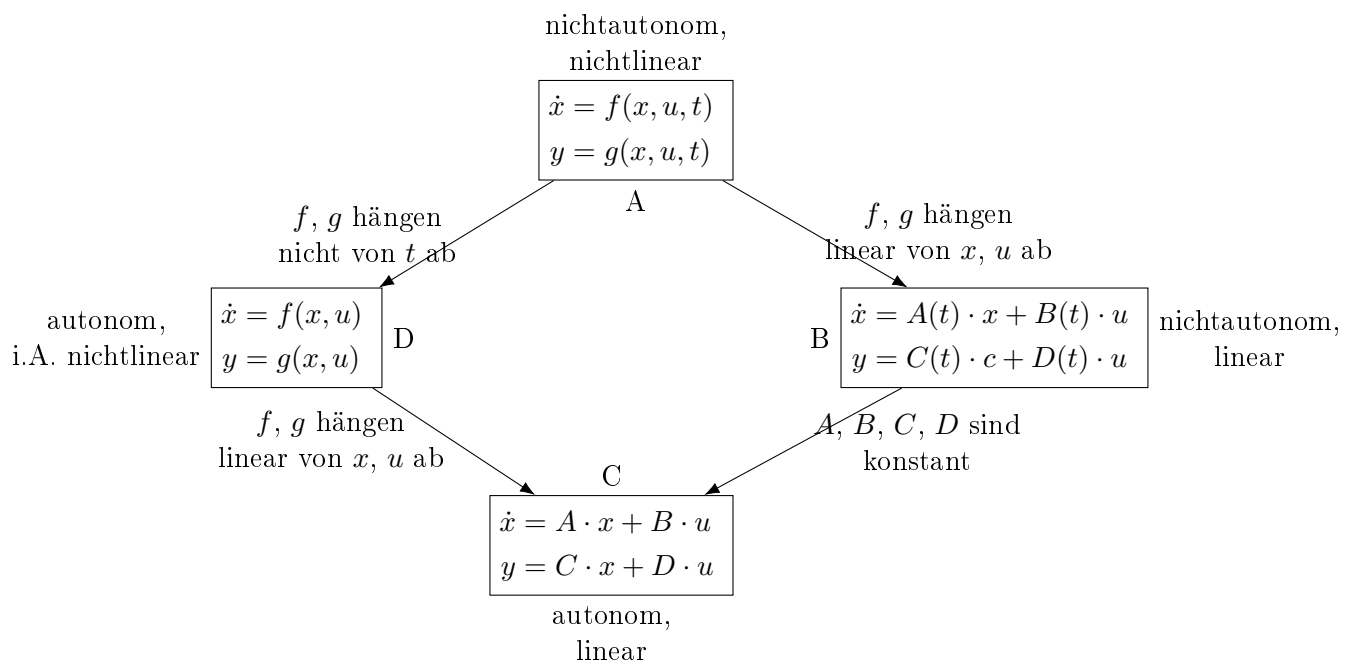 nichtautonom,
nichtlinear
ẋ = f(x, u, t)
y = g(x, u, t)
A
f, g hängen
nicht von t ab
f, g hängen
linear von x, u ab
autonom,
i.A. nichtlinear
ẋ = f(x, u)
y = g(x, u)
D
B
ẋ = A(t) · x + B(t) · u
y = C(t) · c + D(t) · u
nichtautonom,
linear
f, g hängen
linear von x, u ab
A, B, C, D sind
konstant
C
ẋ = A · x + B · u
y = C · x + D · u
autonom,
linear